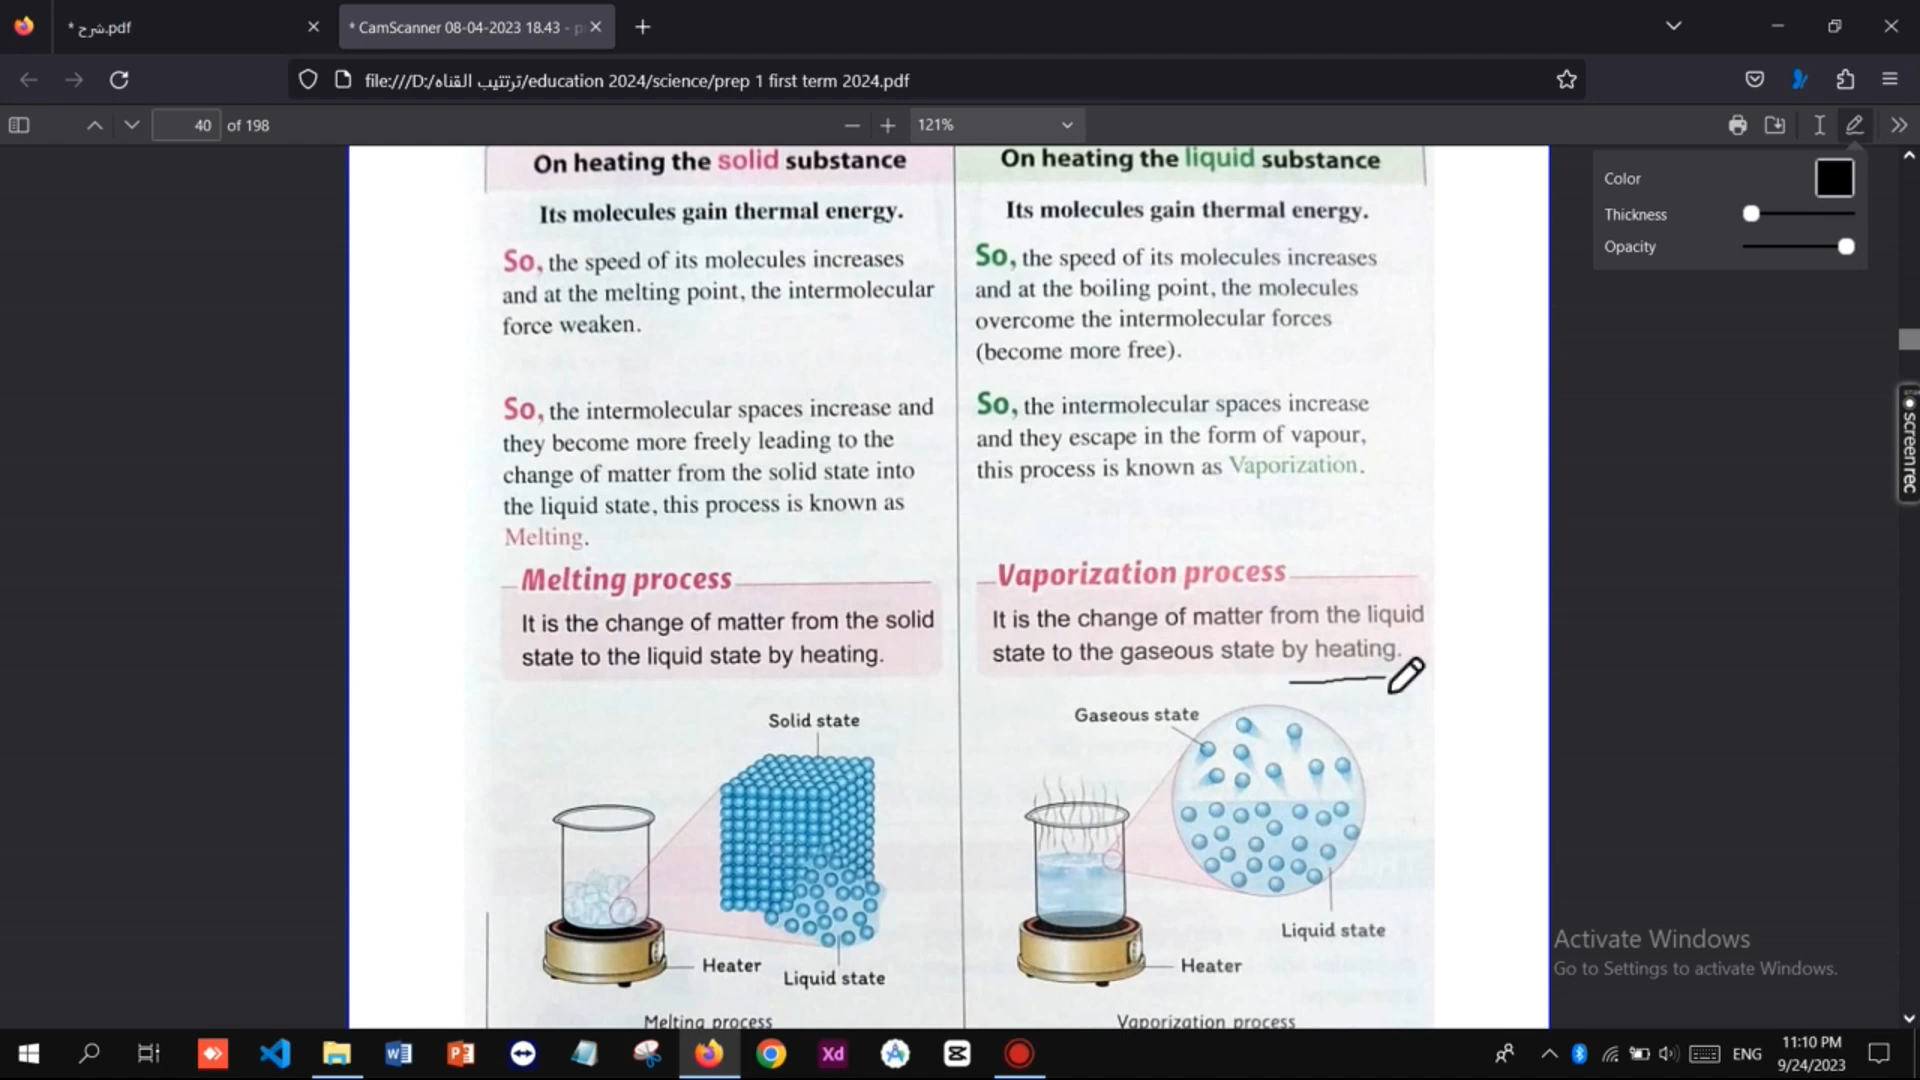 * شرح.pdf
* CamScanner 08-04-2023 18.43 - p
file:///D:/ترتتيب القناه/education 2024/science/prep 1 first term 2024.pdf
40 of 198
121%
Color
Thickness
Opacity
On heating the solid substance
Its molecules gain thermal energy.
So, the speed of its molecules increases
and at the melting point, the intermolecular
force weaken.
So, the intermolecular spaces increase and
they become more freely leading to the
change of matter from the solid state into
the liquid state, this process is known as
Melting.
Melting process
It is the change of matter from the solid
state to the liquid state by heating.
Solid state
Heater
Liquid state
Melting process
On heating the liquid substance
Its molecules gain thermal energy.
So, the speed of its molecules increases
and at the boiling point, the molecules
overcome the intermolecular forces
(become more free).
So, the intermolecular spaces increase
and they escape in the form of vapour,
this process is known as Vaporization.
Vaporization process
It is the change of matter from the liquid
state to the gaseous state by heating.
Gaseous state
Liquid state
Heater
Vaporization process
screenrec
Activate Windows
Go to Settings to activate Windows.
Xd
ENG
11:10 PM
9/24/2023